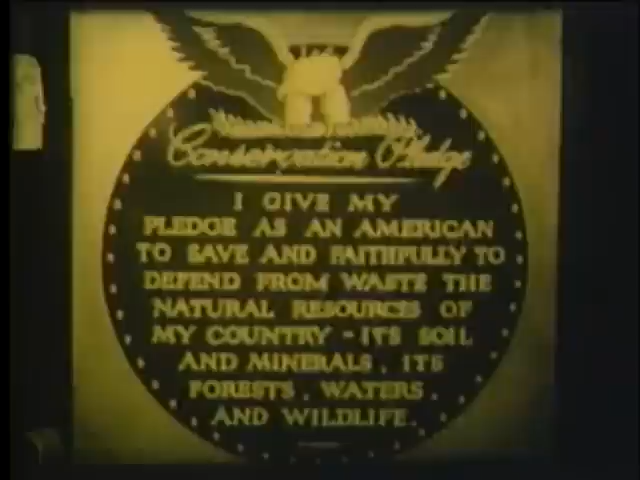 Conservation Pledge
I GIVE MY
PLEDGE AS AN AMERICAN
TO SAVE AND FAITHFULLY TO
DEFEND FROM WASTE THE
NATURAL RESOURCES OF
MY COUNTRY - ITS SOIL
AND MINERALS, ITS
FORESTS, WATERS,
AND WILDLIFE.